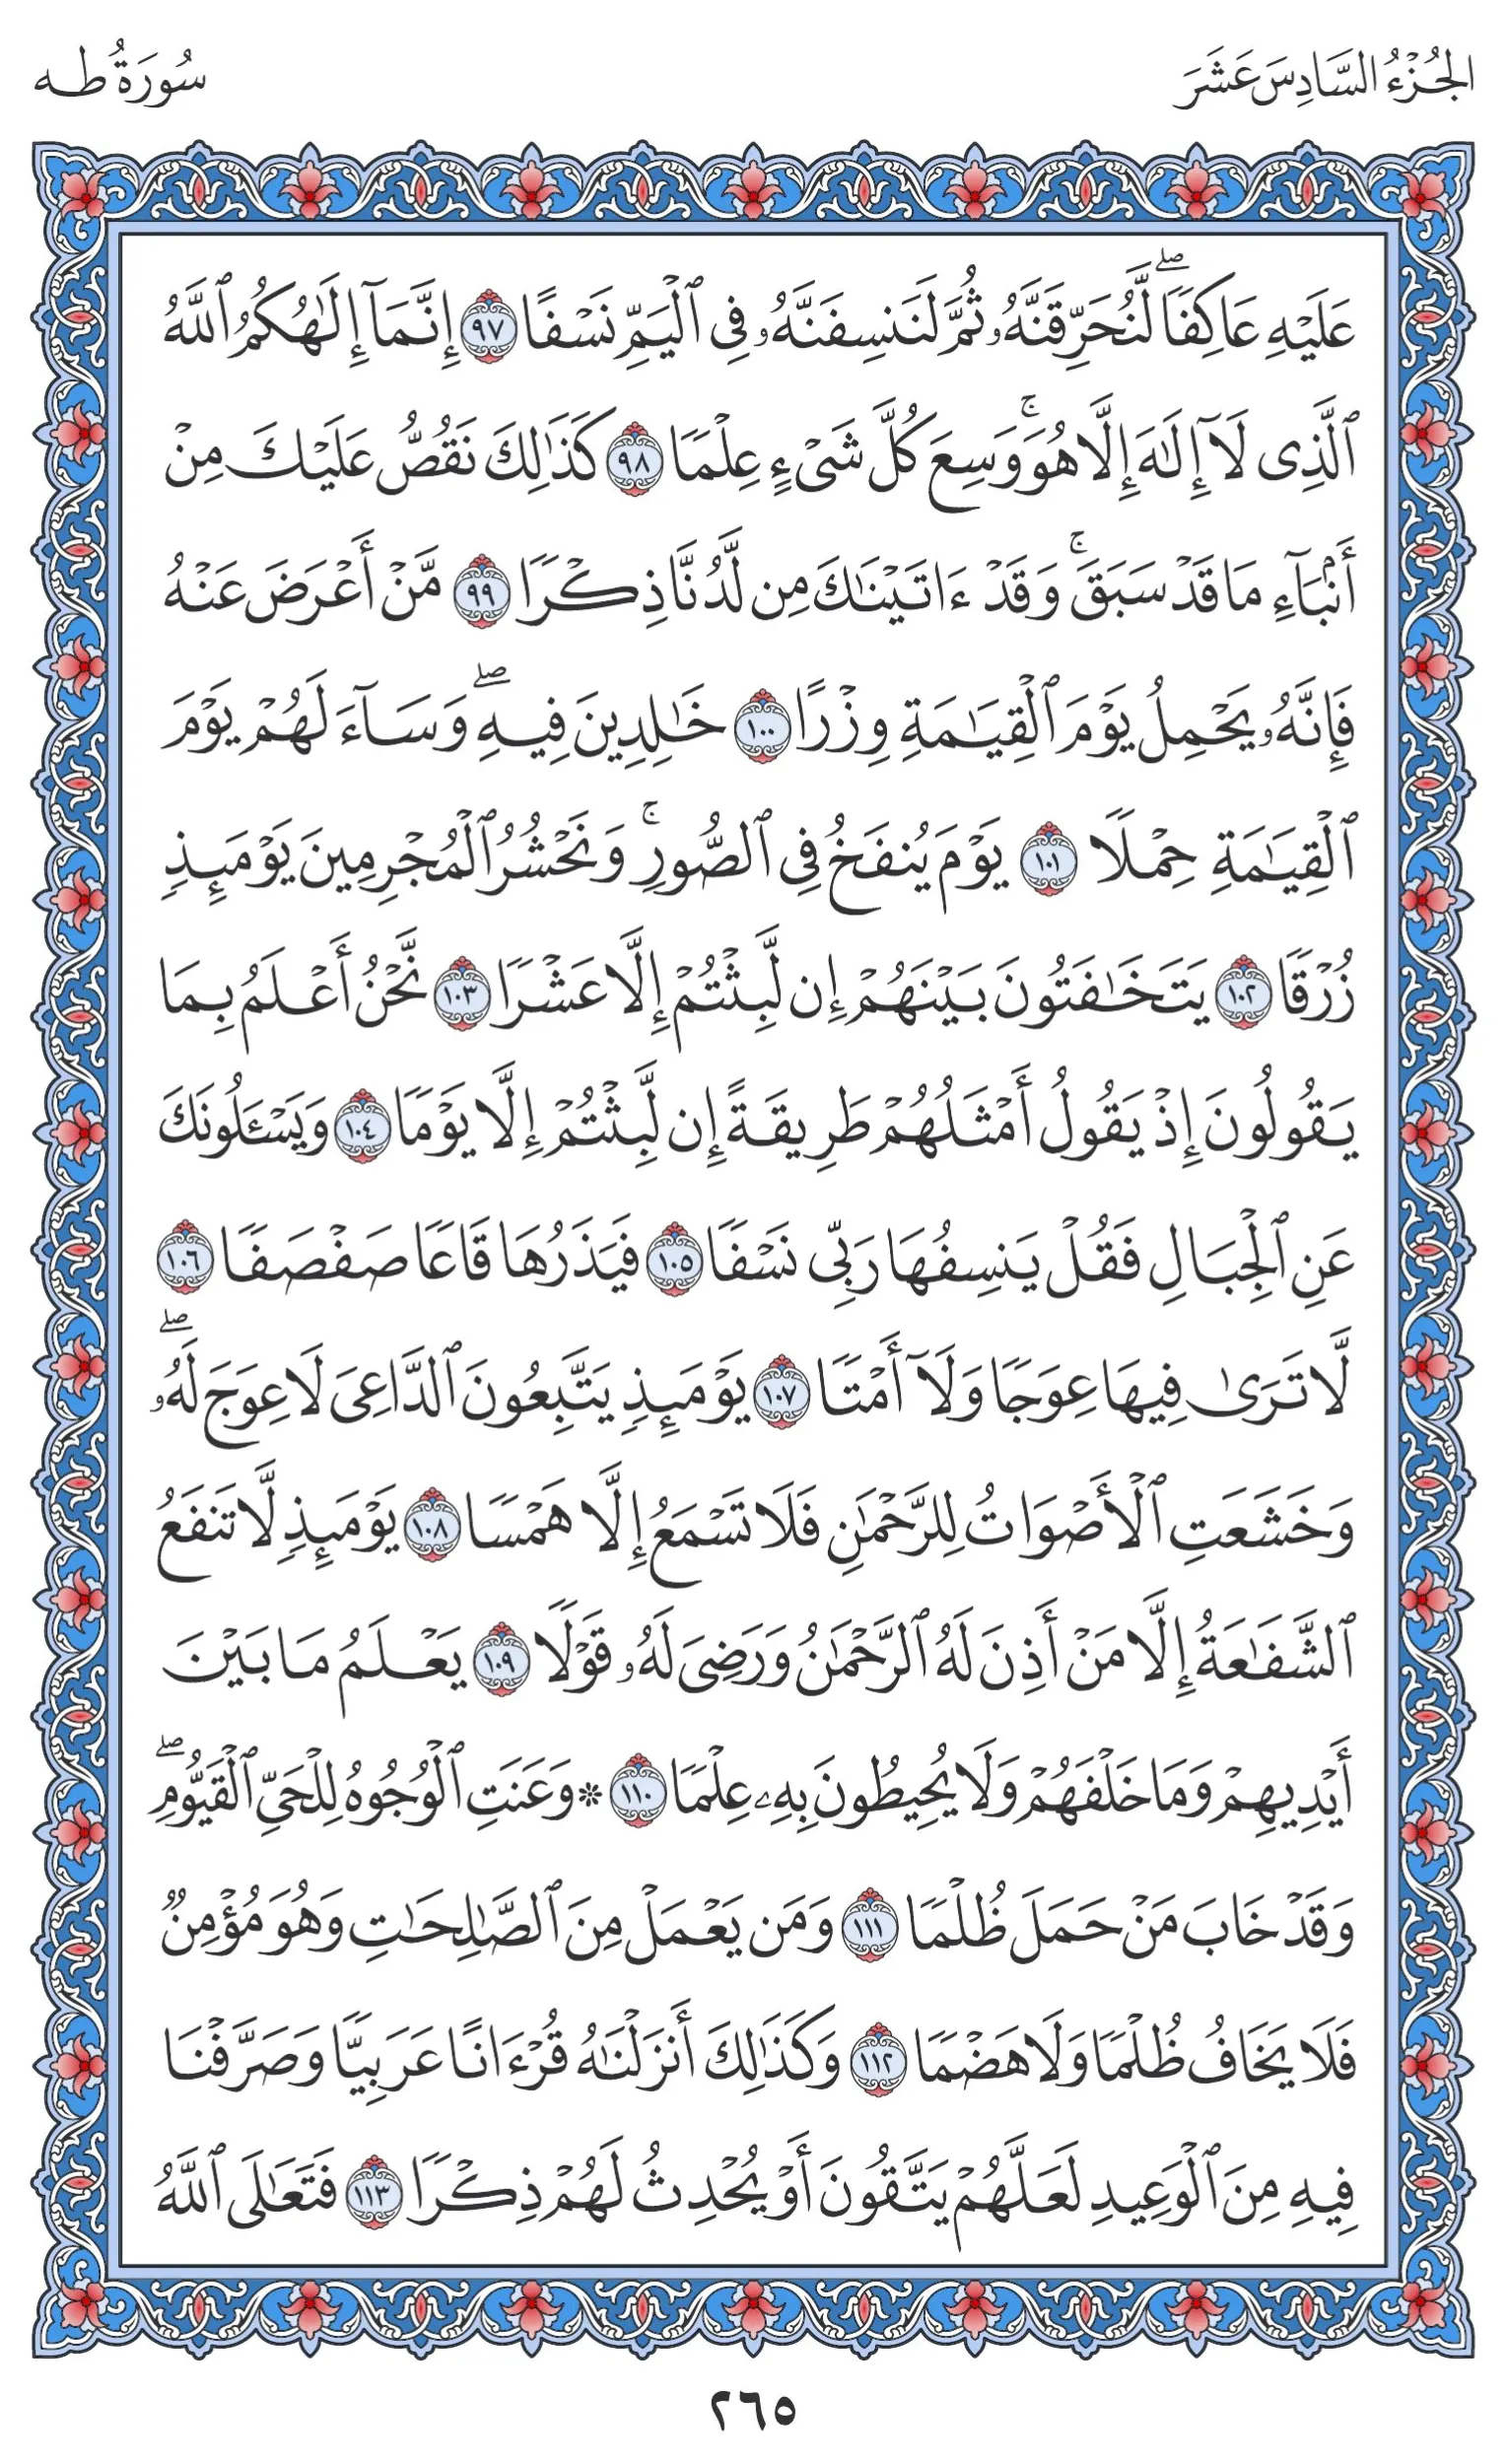 الجُزْءُ السَّادِسَ عَشَرَ
سُورَةُ طه
عَلَيْهِ عَاكِفًاۖ لَّنُحَرِّقَنَّهُۥ ثُمَّ لَنَنسِفَنَّهُۥ فِى ٱلْيَمِّ نَسْفًا ٩٧ إِنَّمَآ إِلَـٰهُكُمُ ٱللَّهُ
ٱلَّذِى لَآ إِلَـٰهَ إِلَّا هُوَۚ وَسِعَ كُلَّ شَىْءٍ عِلْمًا ٩٨ كَذَٰلِكَ نَقُصُّ عَلَيْكَ مِنْ
أَنۢبَآءِ مَا قَدْ سَبَقَۚ وَقَدْ ءَاتَيْنَـٰكَ مِن لَّدُنَّا ذِكْرًا ٩٩ مَّنْ أَعْرَضَ عَنْهُ
فَإِنَّهُۥ يَحْمِلُ يَوْمَ ٱلْقِيَـٰمَةِ وِزْرًا ١٠٠ خَـٰلِدِينَ فِيهِۖ وَسَآءَ لَهُمْ يَوْمَ
ٱلْقِيَـٰمَةِ حِمْلًا ١٠١ يَوْمَ يُنفَخُ فِى ٱلصُّورِۚ وَنَحْشُرُ ٱلْمُجْرِمِينَ يَوْمَئِذٍ
زُرْقًا ١٠٢ يَتَخَـٰفَتُونَ بَيْنَهُمْ إِن لَّبِثْتُمْ إِلَّا عَشْرًا ١٠٣ نَّحْنُ أَعْلَمُ بِمَا
يَقُولُونَ إِذْ يَقُولُ أَمْثَلُهُمْ طَرِيقَةً إِن لَّبِثْتُمْ إِلَّا يَوْمًا ١٠٤ وَيَسْـَٔلُونَكَ
عَنِ ٱلْجِبَالِ فَقُلْ يَنسِفُهَا رَبِّى نَسْفًا ١٠٥ فَيَذَرُهَا قَاعًا صَفْصَفًا ١٠٦
لَّا تَرَىٰ فِيهَا عِوَجًا وَلَآ أَمْتًا ١٠٧ يَوْمَئِذٍ يَتَّبِعُونَ ٱلدَّاعِىَ لَا عِوَجَ لَهُۥۖ
وَخَشَعَتِ ٱلْأَصْوَاتُ لِلرَّحْمَـٰنِ فَلَا تَسْمَعُ إِلَّا هَمْسًا ١٠٨ يَوْمَئِذٍ لَّا تَنفَعُ
ٱلشَّفَـٰعَةُ إِلَّا مَنْ أَذِنَ لَهُ ٱلرَّحْمَـٰنُ وَرَضِىَ لَهُۥ قَوْلًا ١٠٩ يَعْلَمُ مَا بَيْنَ
أَيْدِيهِمْ وَمَا خَلْفَهُمْ وَلَا يُحِيطُونَ بِهِۦ عِلْمًا ١١٠ * وَعَنَتِ ٱلْوُجُوهُ لِلْحَىِّ ٱلْقَيُّومِۖ
وَقَدْ خَابَ مَنْ حَمَلَ ظُلْمًا ١١١ وَمَن يَعْمَلْ مِنَ ٱلصَّـٰلِحَـٰتِ وَهُوَ مُؤْمِنٌ
فَلَا يَخَافُ ظُلْمًا وَلَا هَضْمًا ١١٢ وَكَذَٰلِكَ أَنزَلْنَـٰهُ قُرْءَانًا عَرَبِيًّا وَصَرَّفْنَا
فِيهِ مِنَ ٱلْوَعِيدِ لَعَلَّهُمْ يَتَّقُونَ أَوْ يُحْدِثُ لَهُمْ ذِكْرًا ١١٣ فَتَعَـٰلَى ٱللَّهُ
٢٦٥